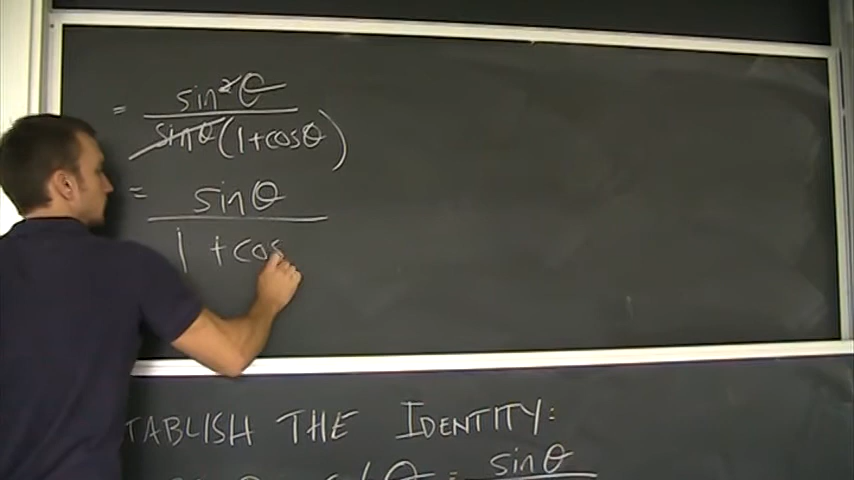 = sin²θ
sinθ(1+cosθ)
= sinθ
1 + cos
TABLISH THE IDENTITY:
= sinθ